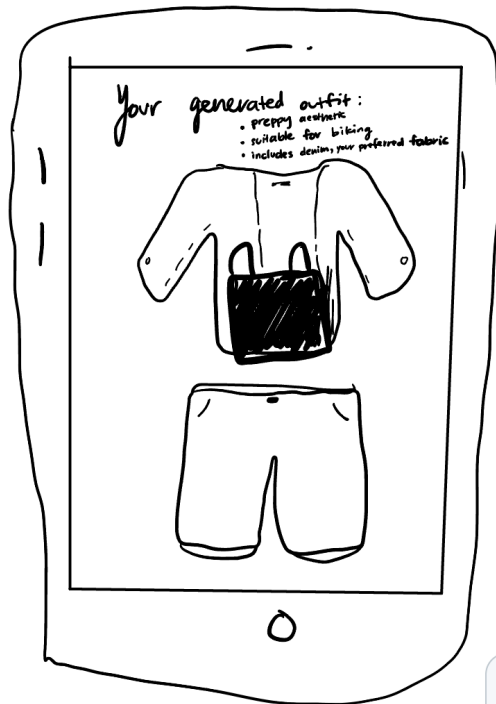 Your generated outfit:
• preppy aesthetic
• suitable for biking
• includes denim, your preferred fabric